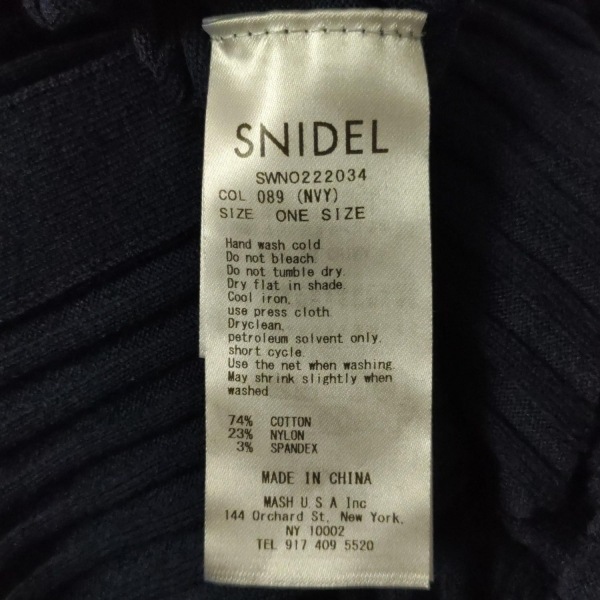 SNIDEL
SWNO222034
COL 089 (NVY)
SIZE ONE SIZE
Hand wash cold.
Do not bleach.
Do not tumble dry.
Dry flat in shade.
Cool iron,
use press cloth.
Dryclean,
petroleum solvent only.
short cycle.
Use the net when washing.
May shrink slightly when
washed.
74% COTTON
23% NYLON
3% SPANDEX
MADE IN CHINA
MASH U.S.A Inc
144 Orchard St, New York,
NY 10002
TEL 917 409 5520